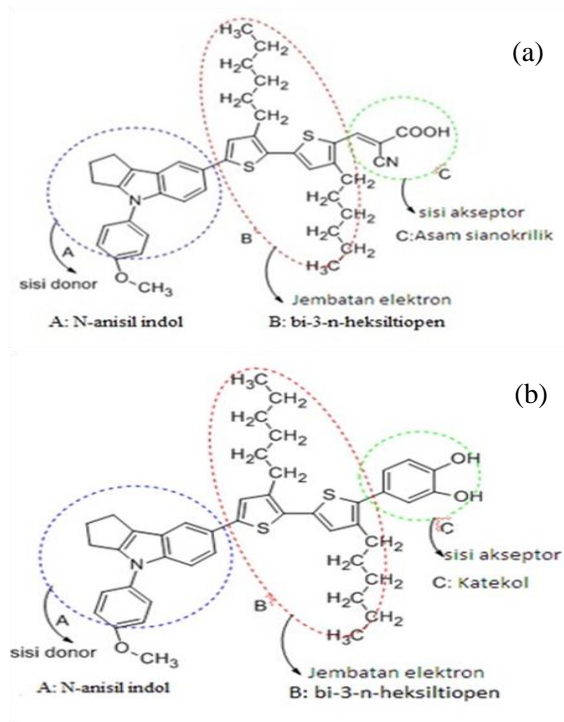 (a)
H₃C
CH₂
H₂C
CH₂
H₂C
CH₂
S
COOH
CN
S
CH₂
H₂C
CH₂
H₂C
CH₂
H₃C
N
O
CH₃
A
B
C
sisi donor
sisi akseptor
C:Asam sianokrilik
Jembatan elektron
A: N-anisil indol
B: bi-3-n-heksiltiopen
(b)
H₃C
CH₂
H₂C
CH₂
H₂C
CH₂
S
OH
OH
S
CH₂
H₂C
CH₂
H₂C
CH₂
H₃C
N
O
CH₃
A
B
C
sisi akseptor
C: Katekol
sisi donor
Jembatan elektron
A: N-anisil indol
B: bi-3-n-heksiltiopen